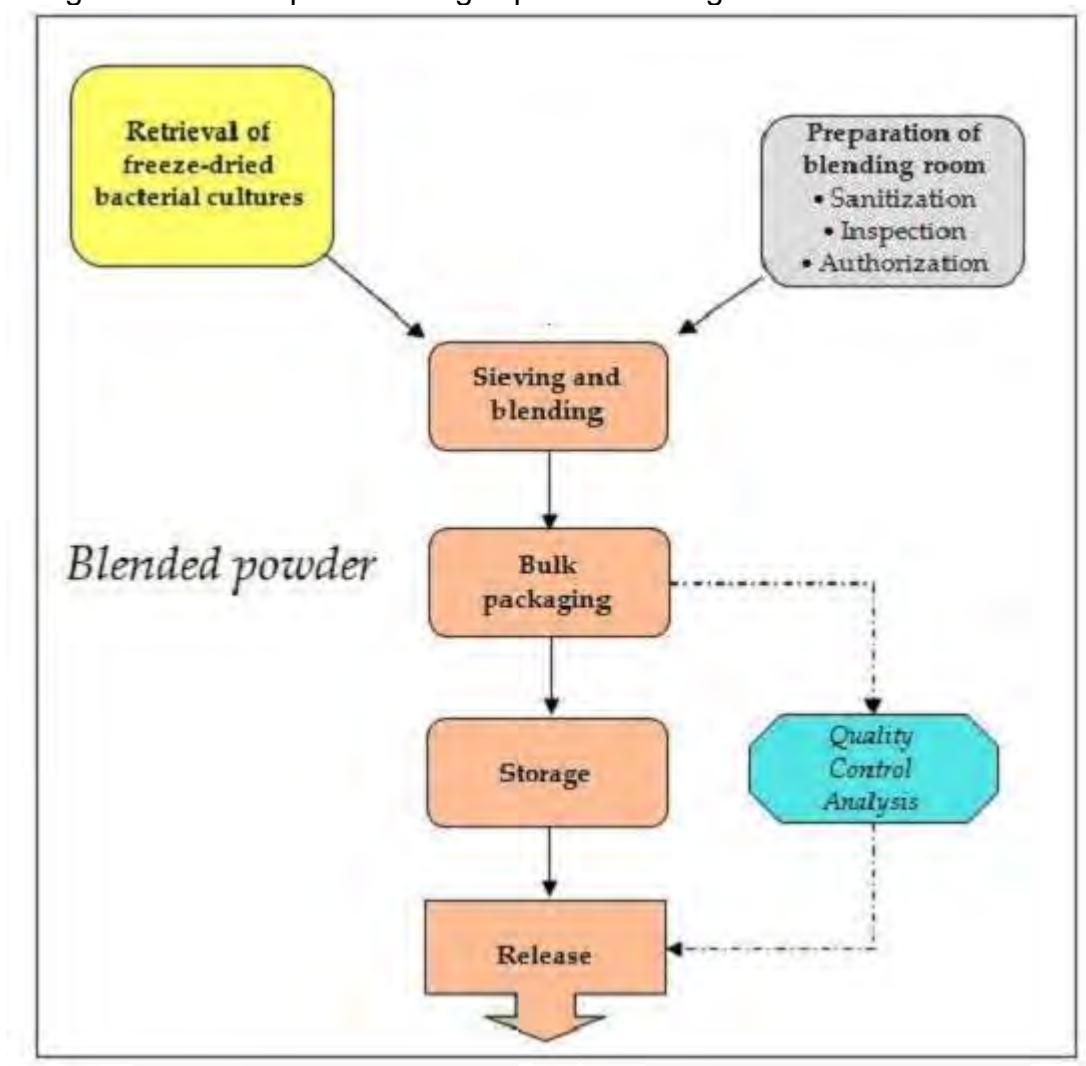 Retrieval of
freeze-dried
bacterial cultures
Preparation of
blending room
• Sanitization
• Inspection
• Authorization
Sieving and
blending
Blended powder
Bulk
packaging
Storage
Quality
Control
Analysis
Release